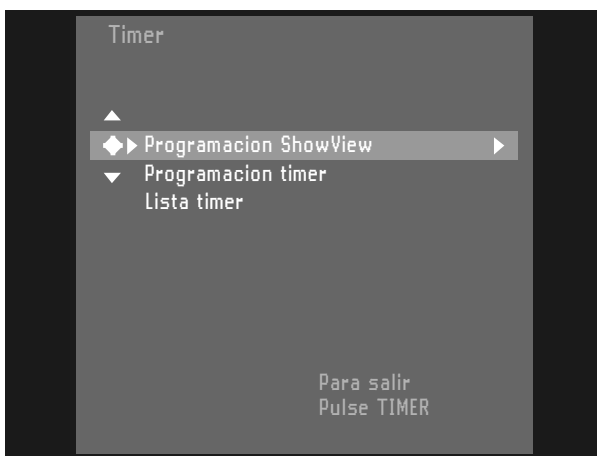 Timer
Programacion ShowView
Programacion timer
Lista timer
Para salir
Pulse TIMER